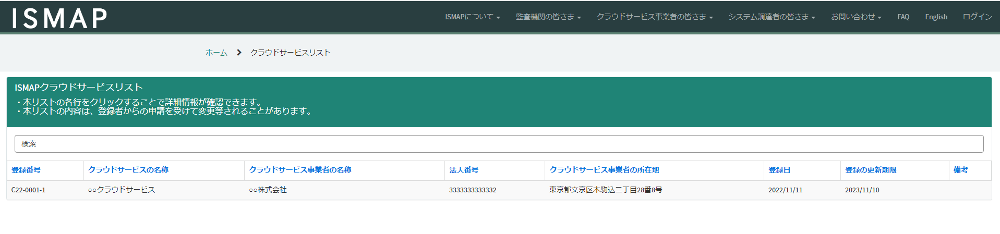 ISMAP
ISMAPについて 監査機関の皆さま クラウドサービス事業者の皆さま システム調達者の皆さま お問い合わせ FAQ English ログイン
ホーム クラウドサービスリスト
ISMAPクラウドサービスリスト
・本リストの各行をクリックすることで詳細情報が確認できます。
・本リストの内容は、登録者からの申請を受けて変更等されることがあります。
検索
登録番号 クラウドサービスの名称 クラウドサービス事業者の名称 法人番号 クラウドサービス事業者の所在地 登録日 登録の更新期限 備考
C22-0001-1 ○○クラウドサービス ○○株式会社 3333333333332 東京都文京区本駒込二丁目28番8号 2022/11/11 2023/11/10